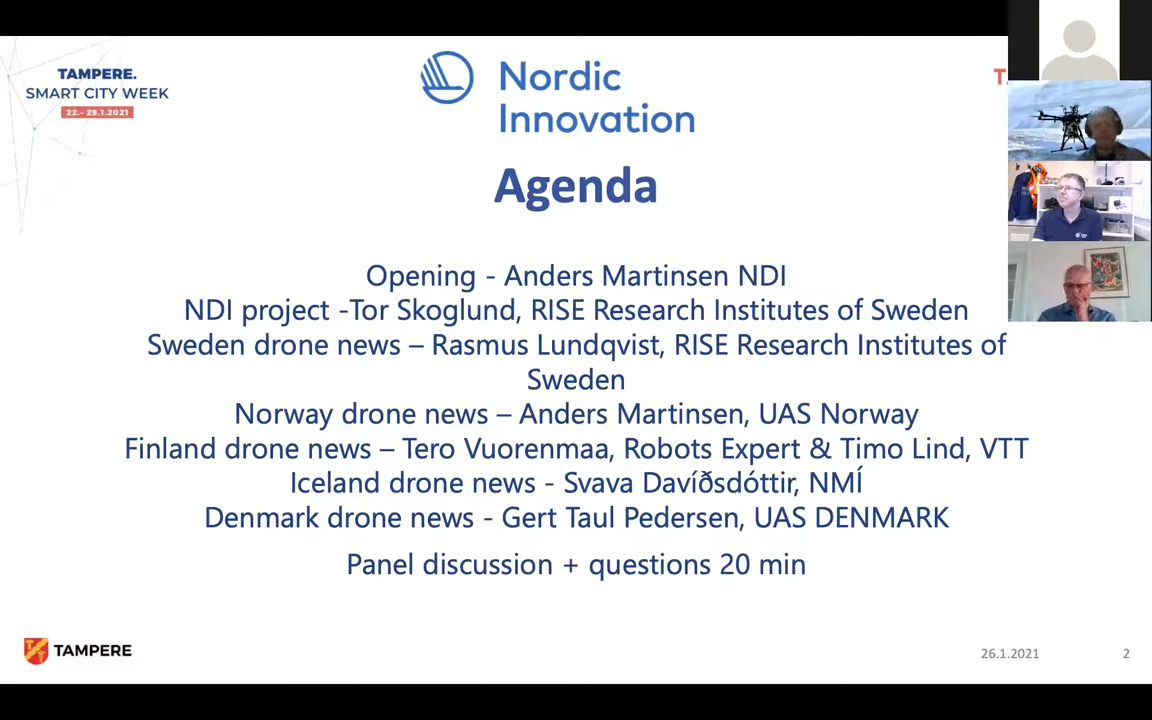 TAMPERE.
SMART CITY WEEK
22.- 29.1.2021
Nordic
Innovation
Agenda
Opening - Anders Martinsen NDI
NDI project -Tor Skoglund, RISE Research Institutes of Sweden
Sweden drone news – Rasmus Lundqvist, RISE Research Institutes of
Sweden
Norway drone news – Anders Martinsen, UAS Norway
Finland drone news – Tero Vuorenmaa, Robots Expert & Timo Lind, VTT
Iceland drone news - Svava Davíðsdóttir, NMÍ
Denmark drone news - Gert Taul Pedersen, UAS DENMARK
Panel discussion + questions 20 min
TAMPERE
26.1.2021
2